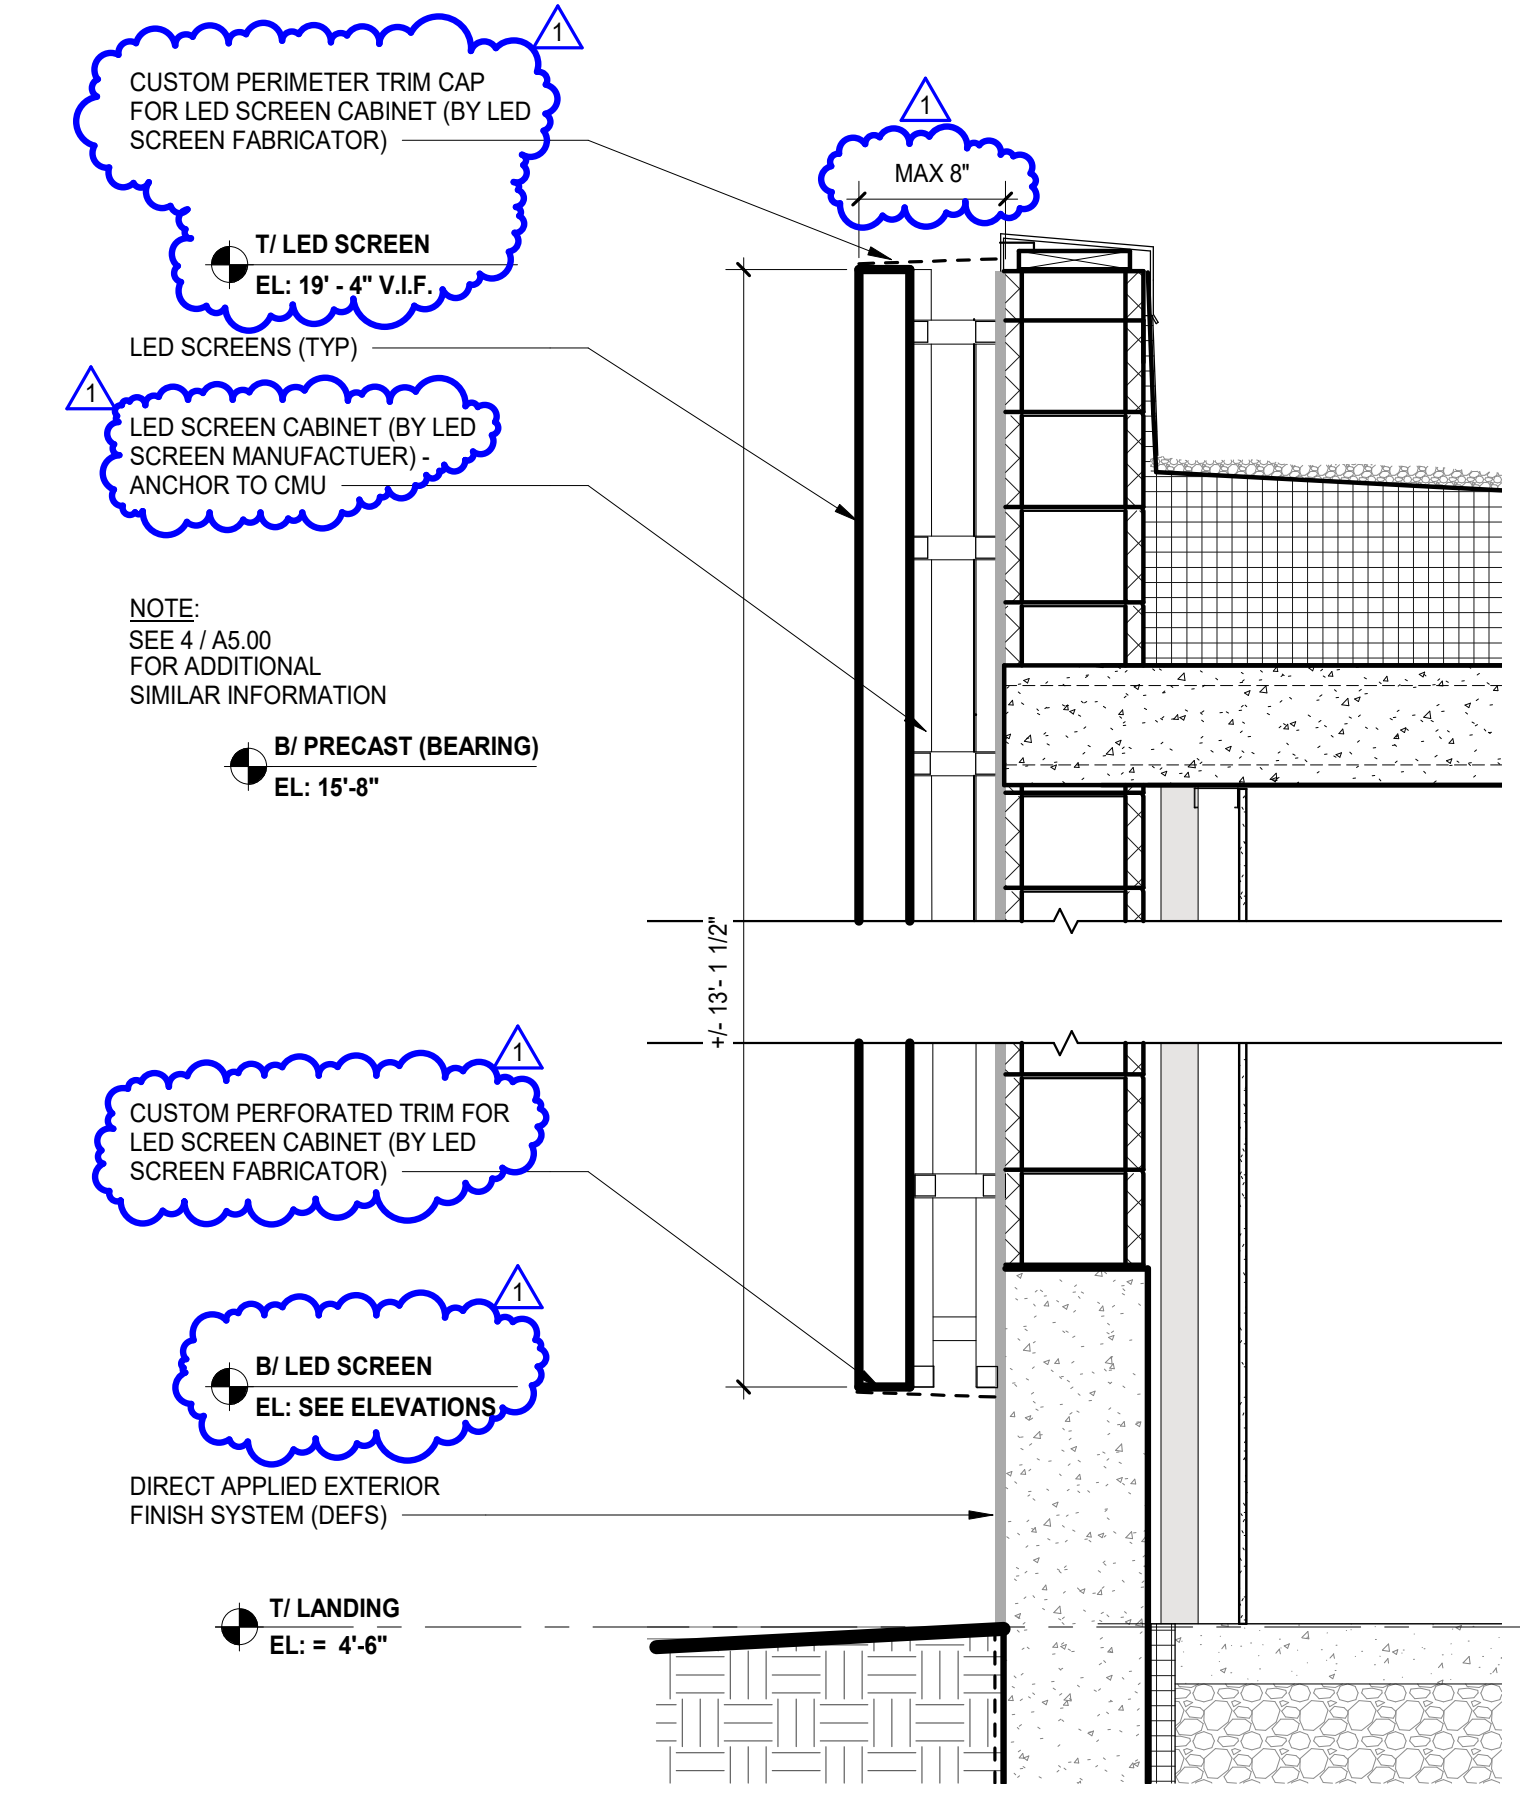 1
CUSTOM PERIMETER TRIM CAP
FOR LED SCREEN CABINET (BY LED
SCREEN FABRICATOR)
1
MAX 8"
T/ LED SCREEN
EL: 19' - 4" V.I.F.
LED SCREENS (TYP)
1
LED SCREEN CABINET (BY LED
SCREEN MANUFACTUER) -
ANCHOR TO CMU
NOTE:
SEE 4 / A5.00
FOR ADDITIONAL
SIMILAR INFORMATION
B/ PRECAST (BEARING)
EL: 15'-8"
+/- 13'- 1 1/2"
1
CUSTOM PERFORATED TRIM FOR
LED SCREEN CABINET (BY LED
SCREEN FABRICATOR)
1
B/ LED SCREEN
EL: SEE ELEVATIONS
DIRECT APPLIED EXTERIOR
FINISH SYSTEM (DEFS)
T/ LANDING
EL: = 4'-6"